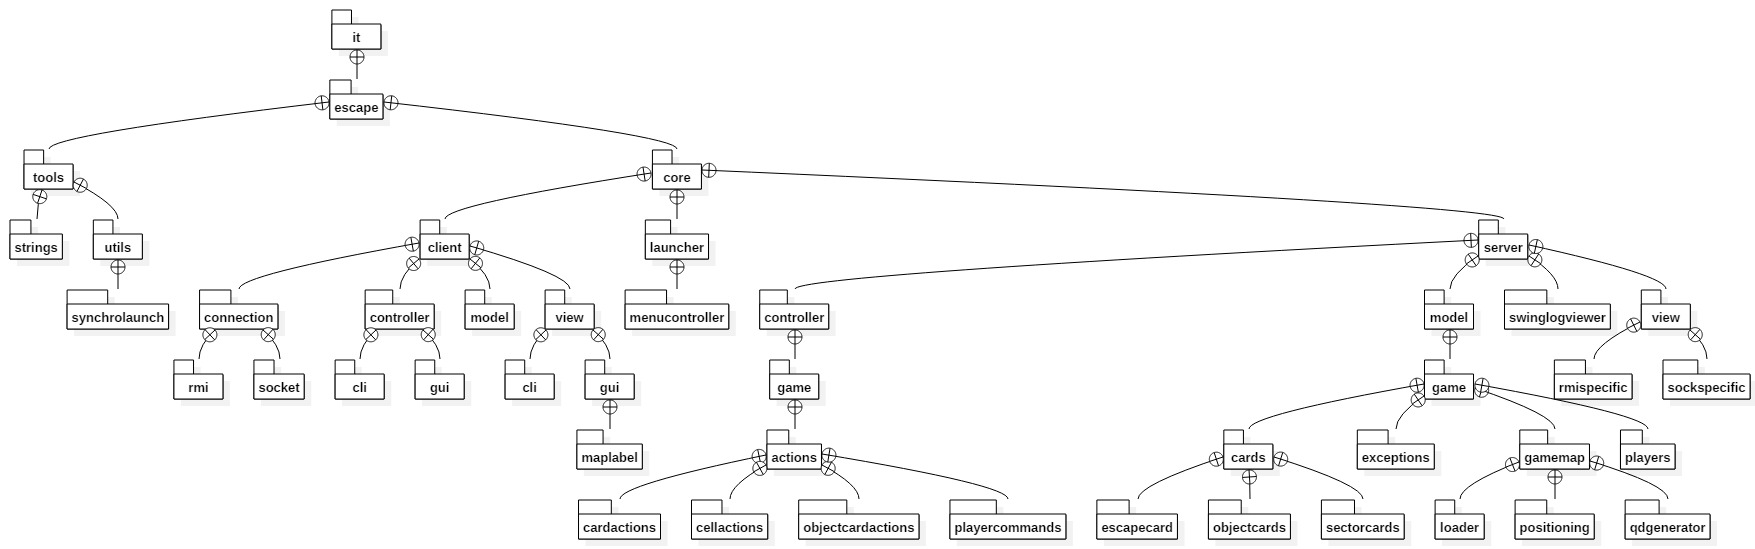 it
escape
tools
core
strings
utils
client
launcher
server
synchrolaunch
connection
controller
model
view
menucontroller
controller
model
swinglogviewer
view
rmi
socket
cli
gui
cli
gui
game
game
rmispecific
sockspecific
maplabel
actions
cards
exceptions
gamemap
players
cardactions
cellactions
objectcardactions
playercommands
escapecard
objectcards
sectorcards
loader
positioning
qdgenerator